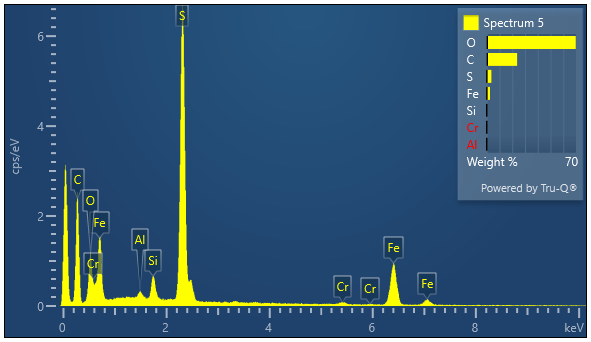 Spectrum 5
O
C
S
Fe
Si
Cr
Al
Weight % 70
Powered by Tru-Q®
cps/eV
6
4
2
0
S
C
O
Fe
Cr
Al
Si
Cr
Cr
Fe
Fe
0 2 4 6 8 keV